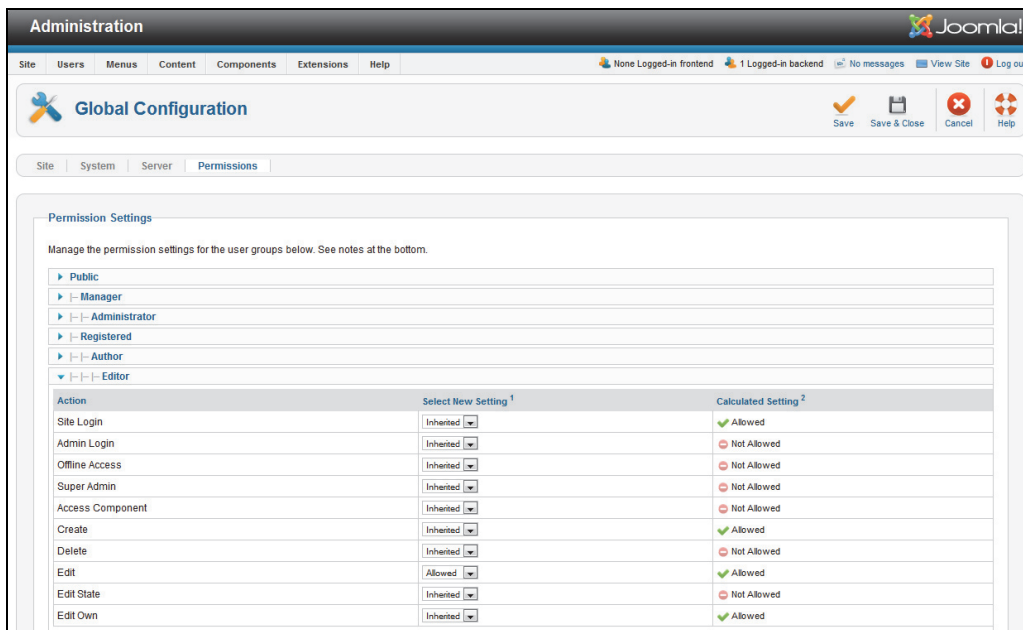 Administration Joomla!
Site Users Menus Content Components Extensions Help None Logged-in frontend 1 Logged-in backend No messages View Site Log ou
Global Configuration Save Save & Close Cancel Help
Site System Server Permissions
Permission Settings
Manage the permission settings for the user groups below. See notes at the bottom.
Public
|– Manager
|– |– Administrator
|– Registered
|– |– Author
|– |– |– Editor
Action Select New Setting 1 Calculated Setting 2
Site Login Inherited Allowed
Admin Login Inherited Not Allowed
Offline Access Inherited Not Allowed
Super Admin Inherited Not Allowed
Access Component Inherited Not Allowed
Create Inherited Allowed
Delete Inherited Not Allowed
Edit Allowed Allowed
Edit State Inherited Not Allowed
Edit Own Inherited Allowed